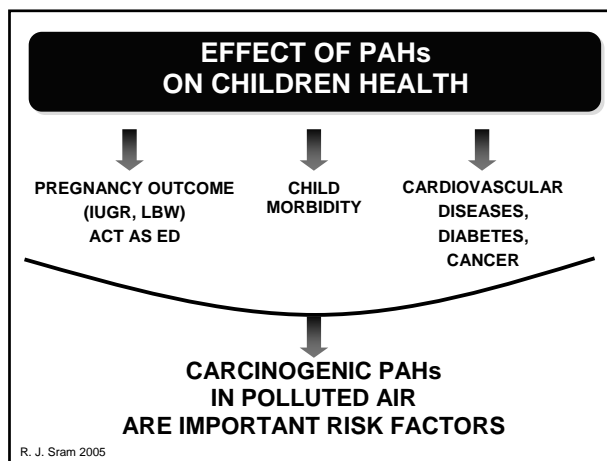 EFFECT OF PAHs
ON CHILDREN HEALTH
PREGNANCY OUTCOME
(IUGR, LBW)
ACT AS ED
CHILD
MORBIDITY
CARDIOVASCULAR
DISEASES,
DIABETES,
CANCER
CARCINOGENIC PAHs
IN POLLUTED AIR
ARE IMPORTANT RISK FACTORS
R. J. Sram 2005